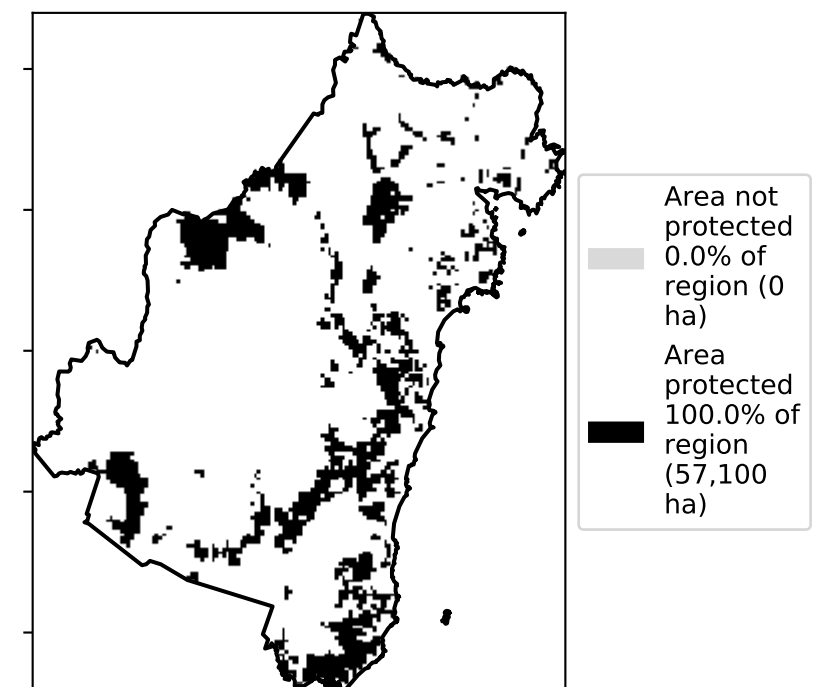 Area not
protected
0.0% of
region (0
ha)
Area
protected
100.0% of
region
(57,100
ha)